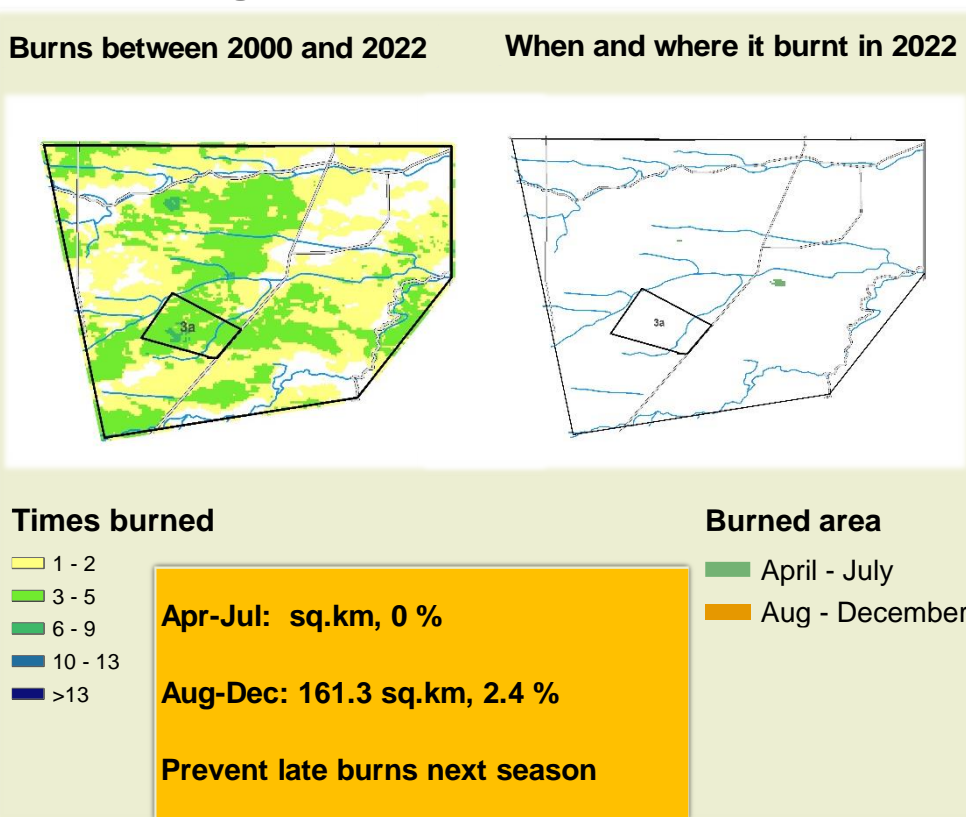 Burns between 2000 and 2022
When and where it burnt in 2022
3a
3a
Times burned
1 - 2
3 - 5
6 - 9
10 - 13
>13
Apr-Jul: sq.km, 0 %
Aug-Dec: 161.3 sq.km, 2.4 %
Prevent late burns next season
Burned area
April - July
Aug - December